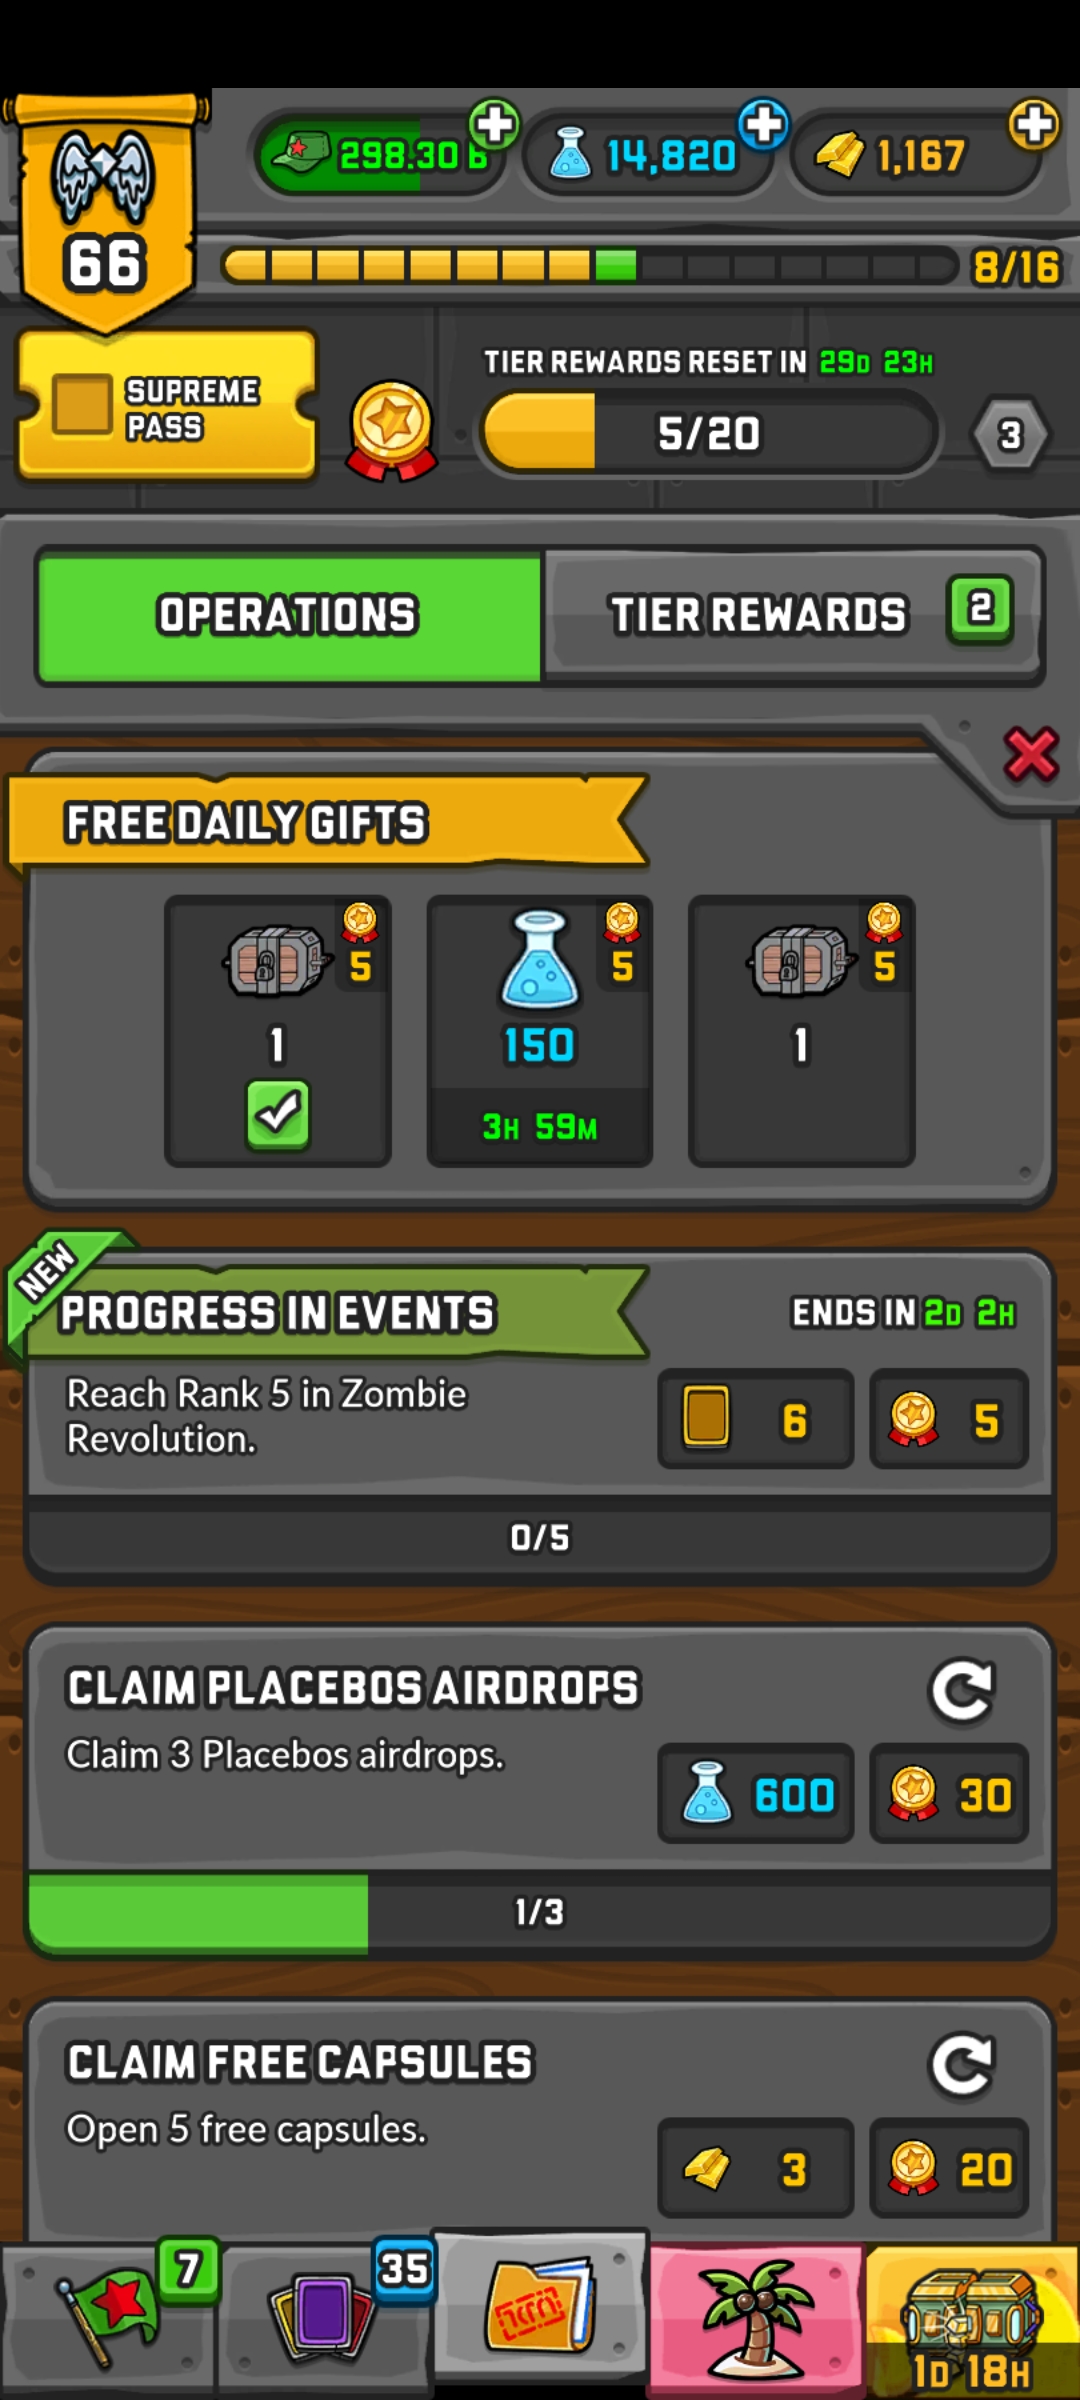 298.30 B
14,820
1,167
66
8/16
TIER REWARDS RESET IN 29D 23H
SUPREME
PASS
5/20
3
OPERATIONS
TIER REWARDS
2
FREE DAILY GIFTS
5
5
5
1
150
1
3H 59M
NEW
PROGRESS IN EVENTS
ENDS IN 2D 2H
Reach Rank 5 in Zombie
Revolution.
6
5
0/5
CLAIM PLACEBOS AIRDROPS
Claim 3 Placebos airdrops.
600
30
1/3
CLAIM FREE CAPSULES
Open 5 free capsules.
3
20
7
35
1D 18H